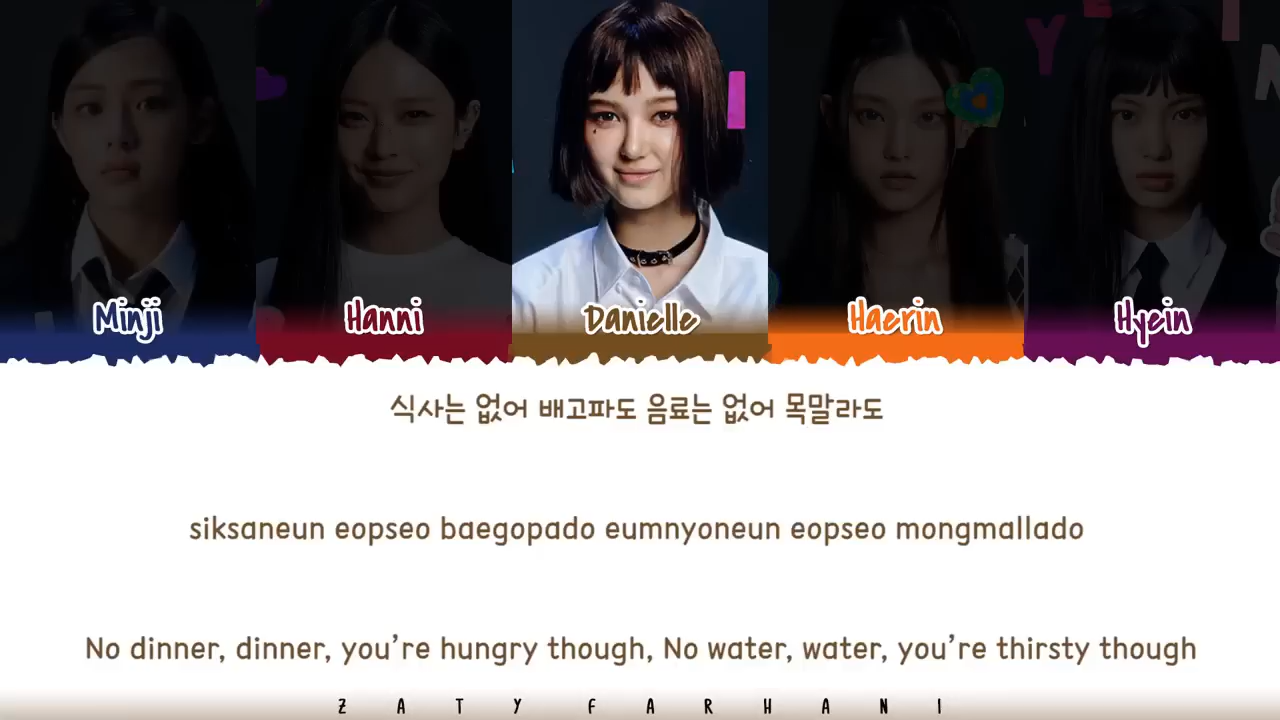 Minji Hanni Danielle Haerin Hyein
식사는 없어 배고파도 음료는 없어 목말라도
siksaneun eopseo baegopado eumnyoneun eopseo mongmallado
No dinner, dinner, you’re hungry though, No water, water, you’re thirsty though
ZATY FARHANI